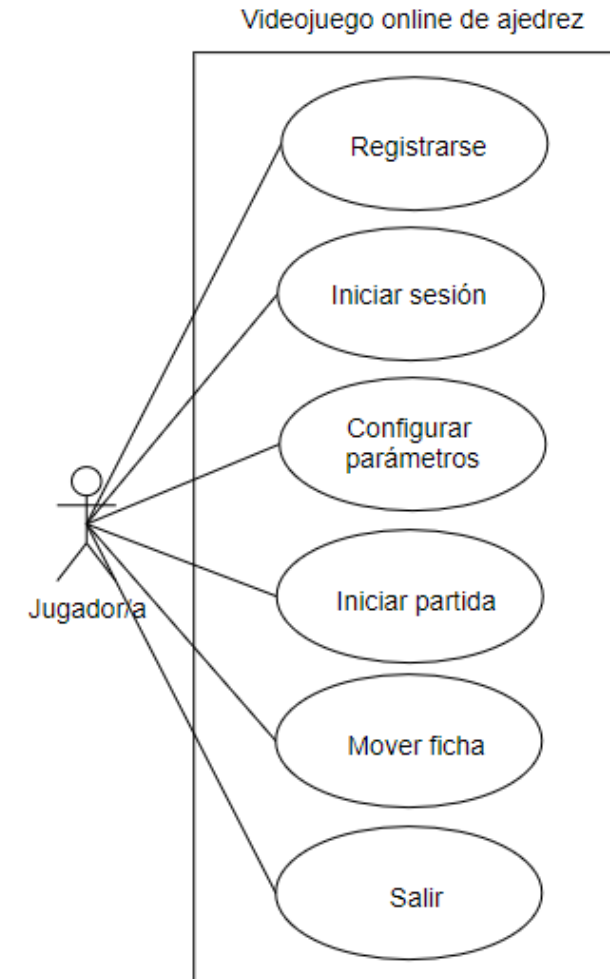 Videojuego online de ajedrez
Registrarse
Iniciar sesión
Configurar
parámetros
Jugador/a
Iniciar partida
Mover ficha
Salir